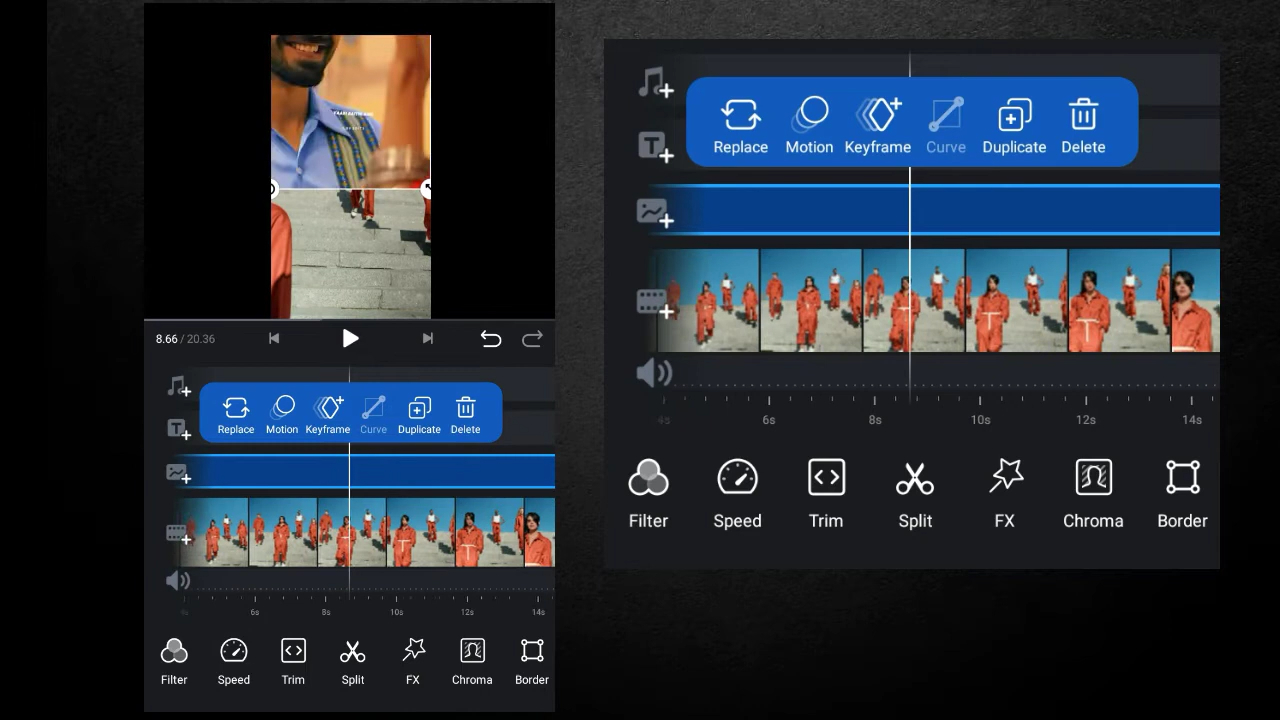 8.66 / 20.36
Replace Motion Keyframe Curve Duplicate Delete
T
6s 8s 10s 12s 14s
Filter Speed Trim Split FX Chroma Border
Replace Motion Keyframe Curve Duplicate Delete
T
4s 6s 8s 10s 12s 14s
Filter Speed Trim Split FX Chroma Border